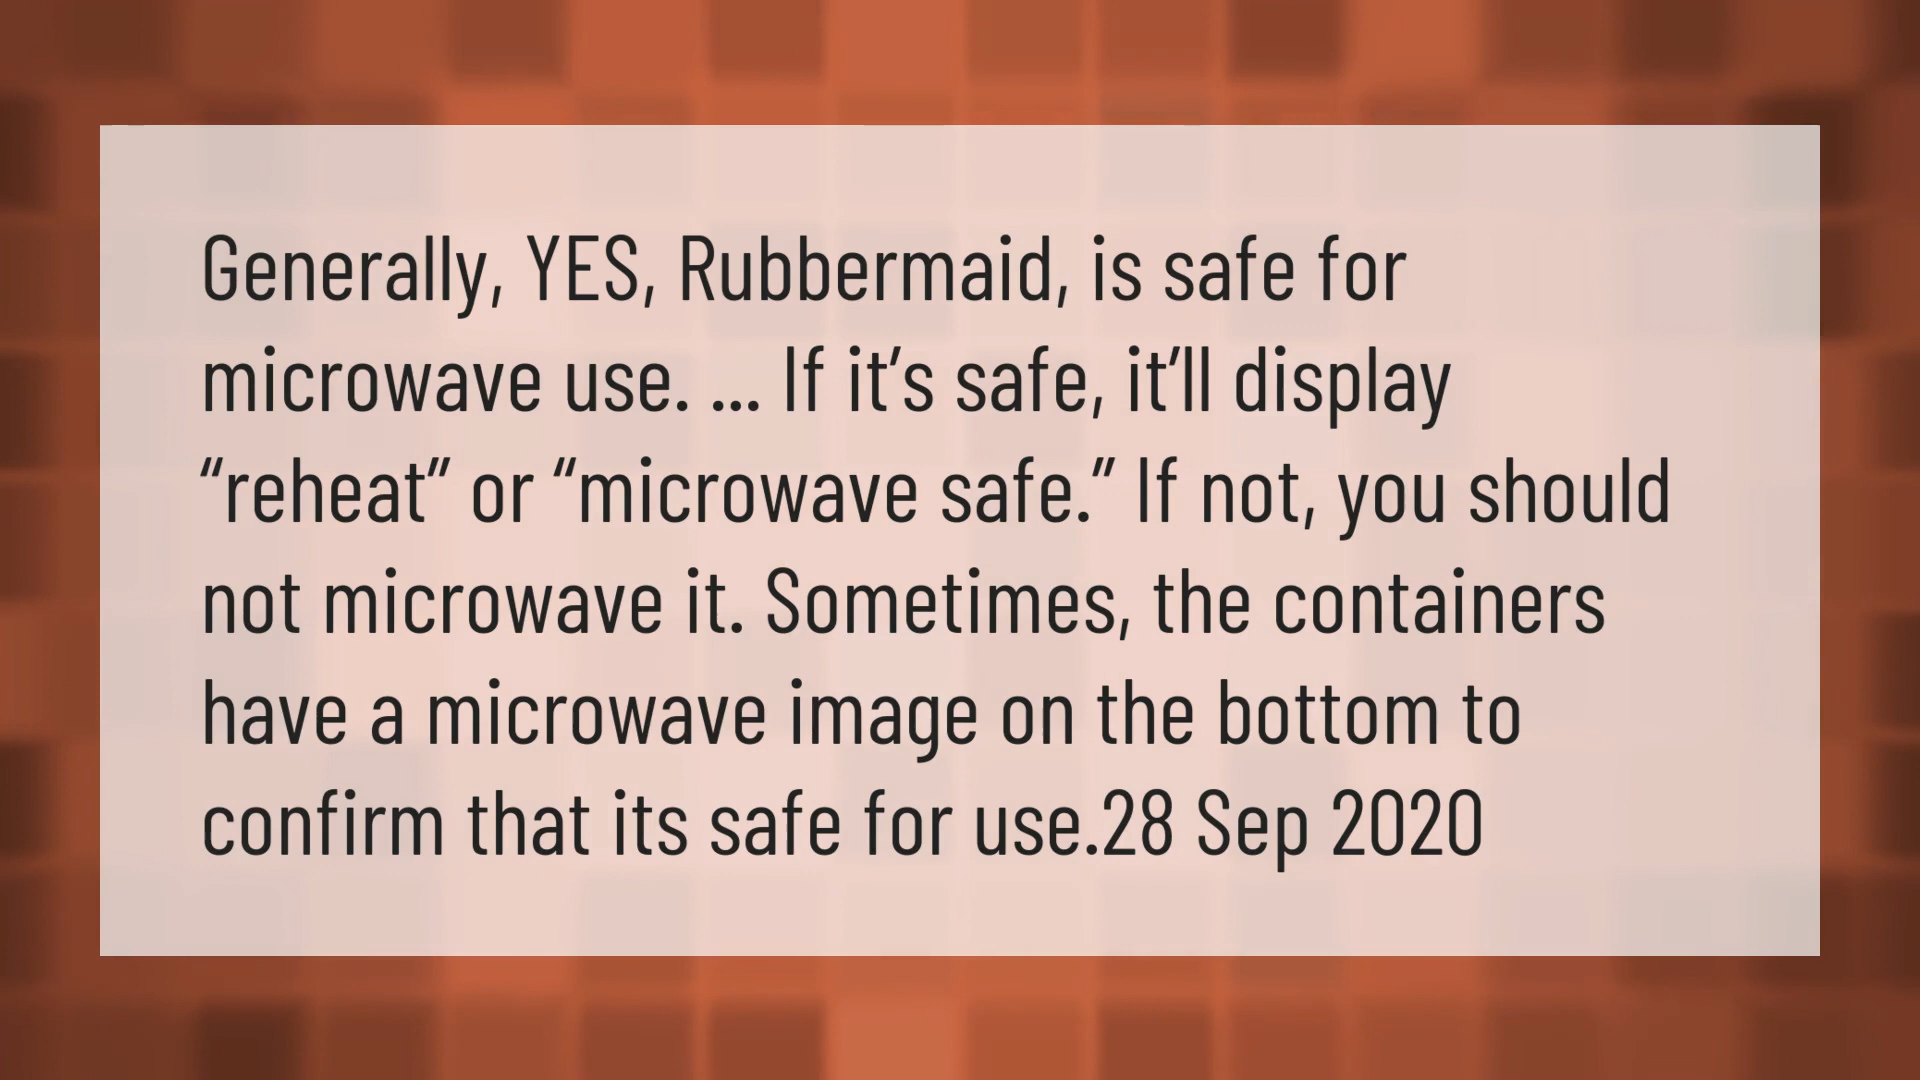 Generally, YES, Rubbermaid, is safe for
microwave use. ... If it’s safe, it’ll display
“reheat” or “microwave safe.” If not, you should
not microwave it. Sometimes, the containers
have a microwave image on the bottom to
confirm that its safe for use.28 Sep 2020